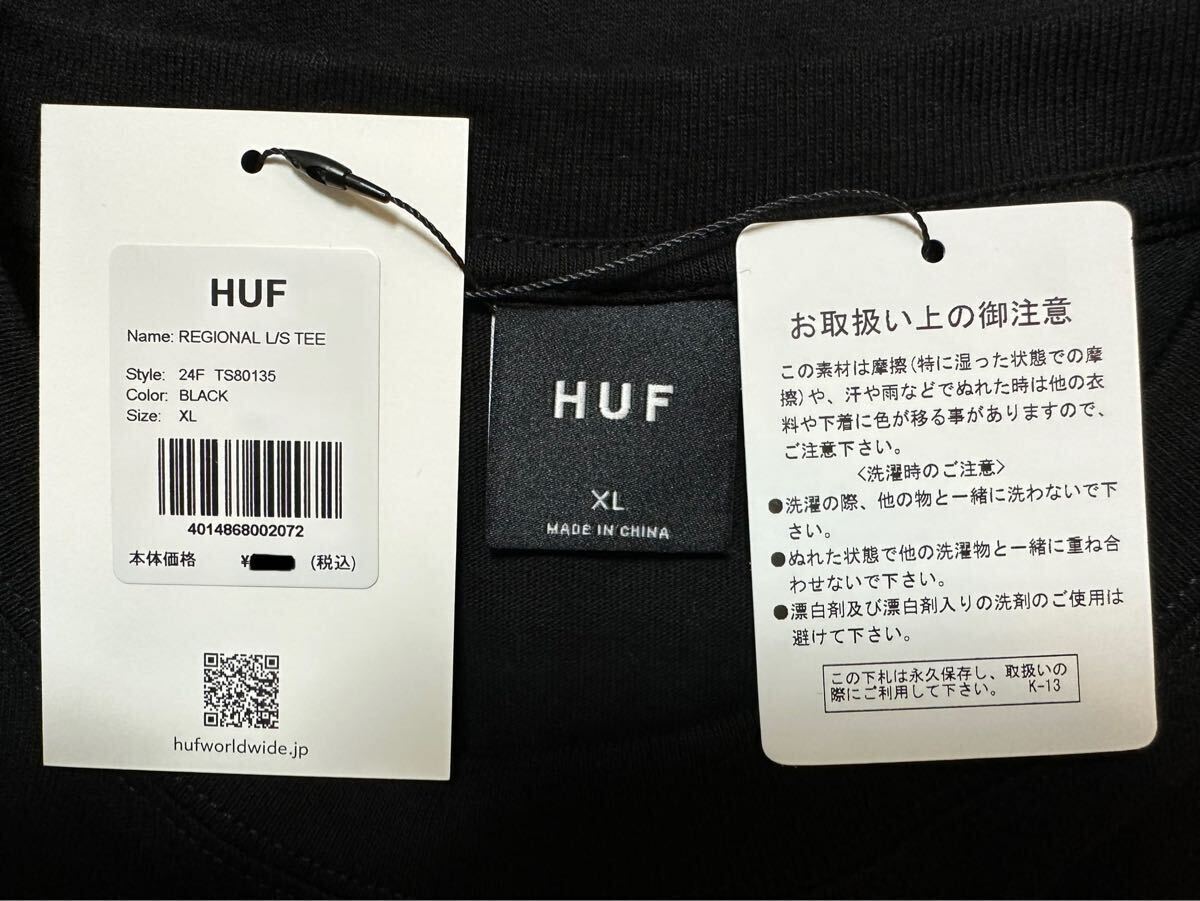 HUF
Name: REGIONAL L/S TEE
Style: 24F TS80135
Color: BLACK
Size: XL
4014868002072
本体価格 ¥ (税込)
hufworldwide.jp
HUF
XL
MADE IN CHINA
お取扱い上の御注意
この素材は摩擦(特に湿った状態での摩
擦)や、汗や雨などでぬれた時は他の衣
料や下着に色が移る事がありますので、
ご注意下さい。
<洗濯時のご注意>
●洗濯の際、他の物と一緒に洗わないで下
さい。
●ぬれた状態で他の洗濯物と一緒に重ね合
わせないで下さい。
●漂白剤及び漂白剤入りの洗剤のご使用は
避けて下さい。
この下札は永久保存し、取扱いの
際にご利用して下さい。 K-13